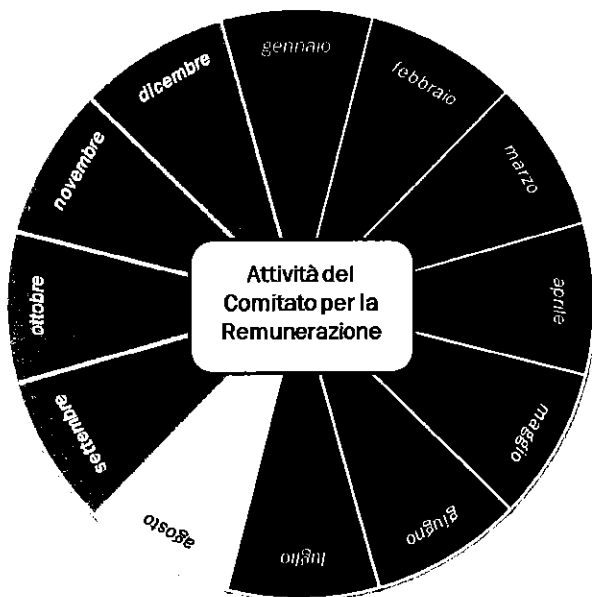 gennaio
febbraio
marzo
aprile
maggio
giugno
luglio
agosto
settembre
ottobre
novembre
dicembre
Attività del
Comitato per la
Remunerazione